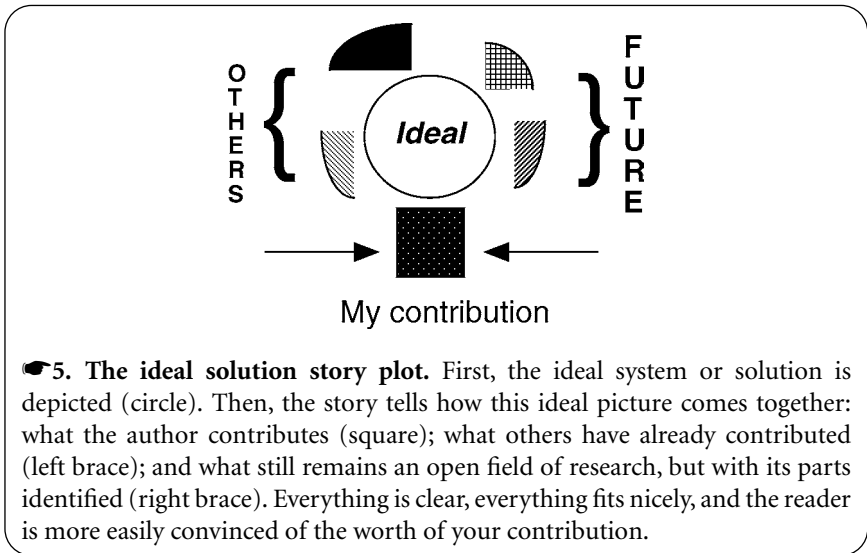 OTHERS
Ideal
FUTURE
My contribution
☛5. The ideal solution story plot. First, the ideal system or solution is
depicted (circle). Then, the story tells how this ideal picture comes together:
what the author contributes (square); what others have already contributed
(left brace); and what still remains an open field of research, but with its parts
identified (right brace). Everything is clear, everything fits nicely, and the reader
is more easily convinced of the worth of your contribution.